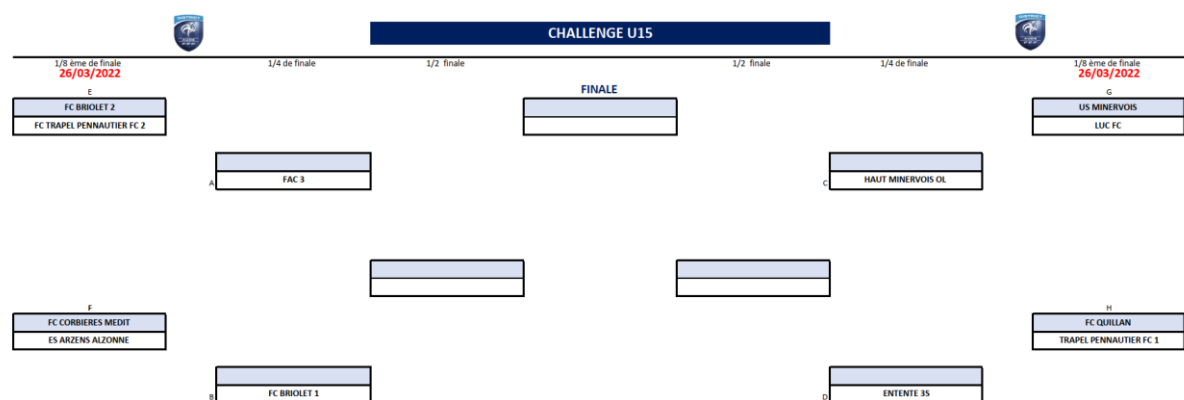 CHALLENGE U15
1/8 ème de finale
1/4 de finale
1/2 finale
1/2 finale
1/4 de finale
1/8 ème de finale
26/03/2022
26/03/2022
E
FINALE
G
FC BRIOLET 2
US MINERVOIS
FC TRAPEL PENNAUTIER FC 2
LUC FC
A
FAC 3
C
HAUT MINERVOIS OL
F
H
FC CORBIERES MEDIT
FC QUILLAN
ES ARZENS ALZONNE
TRAPEL PENNAUTIER FC 1
B
FC BRIOLET 1
D
ENTENTE 3S